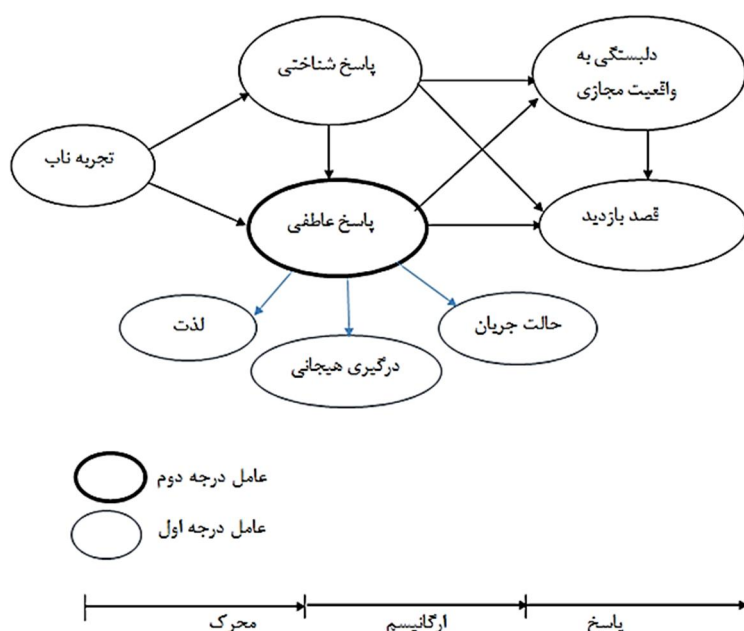 پاسخ شناختی
دلبستگی به
واقعیت مجازی
تجربه ناب
پاسخ عاطفی
قصد بازدید
لذت
درگیری هیجانی
حالت جریان
عامل درجه دوم
عامل درجه اول
محرک
ارگانیسم
پاسخ